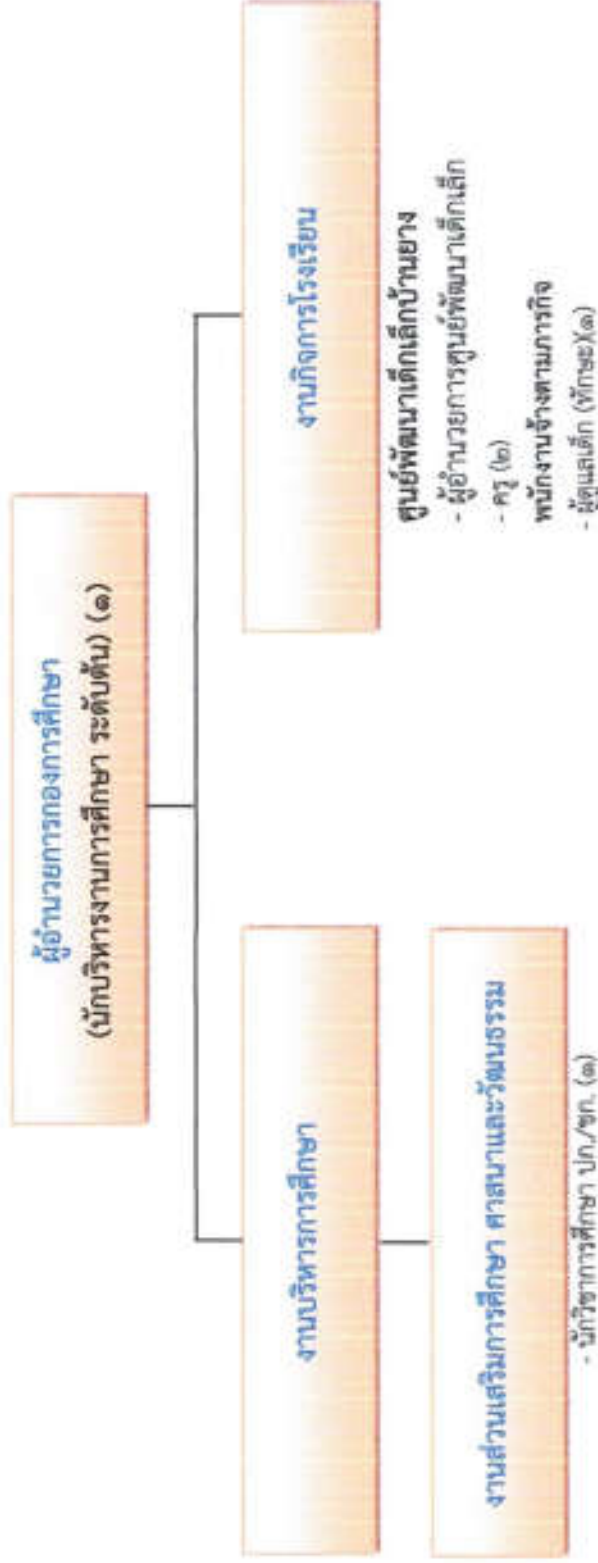 ผู้อำนวยการกองการศึกษา
(นักบริหารงานการศึกษา ระดับต้น) (๑)
งานบริหารการศึกษา
งานส่วนเสริมการศึกษา ศาสนาและวัฒนธรรม
- นักวิชาการศึกษา ปก./ชก. (๑)
งานกิจการโรงเรียน
ศูนย์พัฒนาเด็กเล็กบ้านยาง
- ผู้อำนวยการศูนย์พัฒนาเด็กเล็ก
- ครู (๒)
พนักงานจ้างตามภารกิจ
- ผู้ดูแลเด็ก (ทักษะ)(๑)